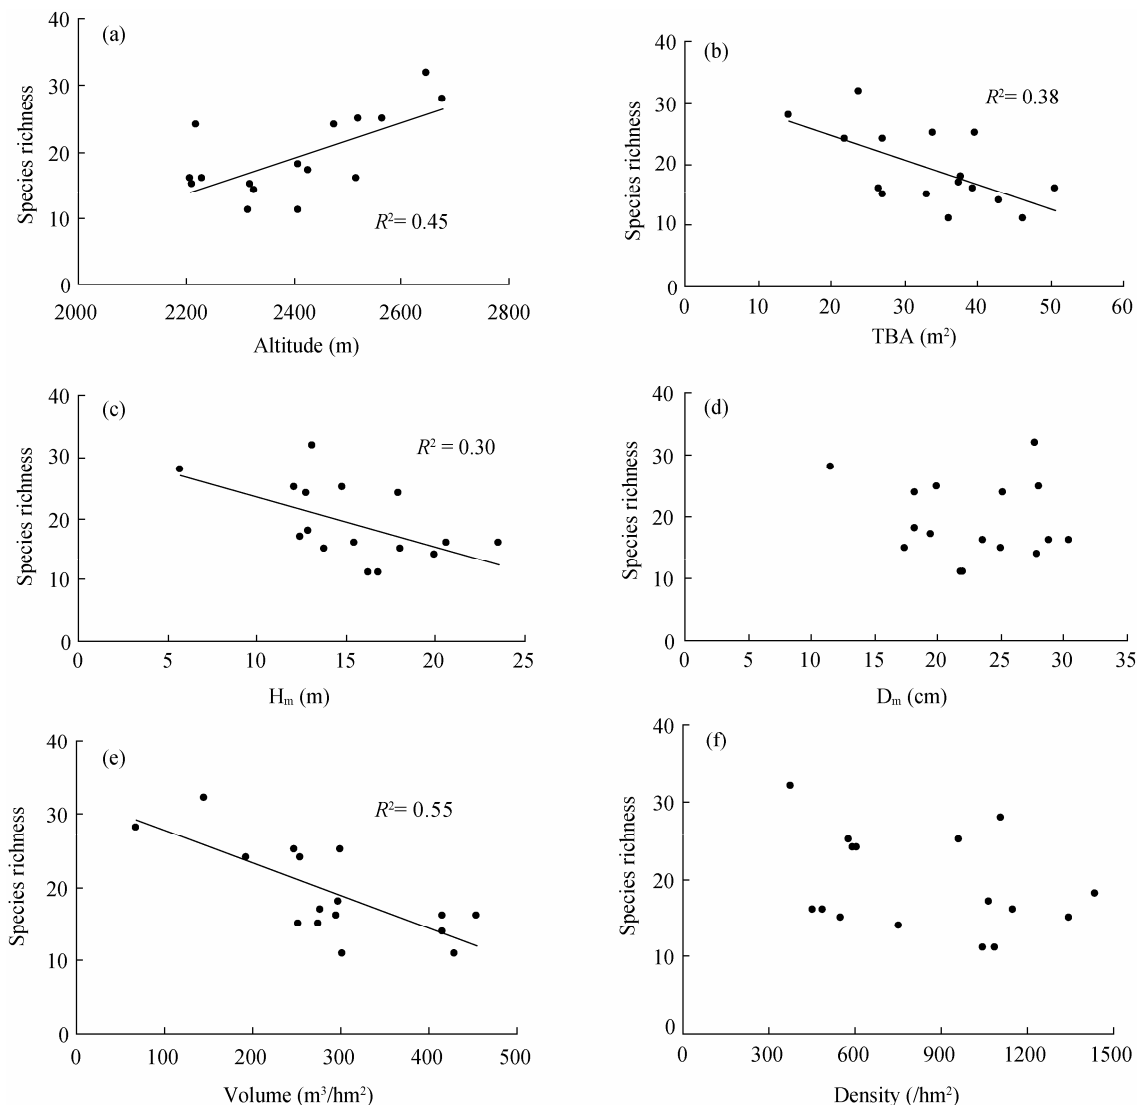 (a)
Species richness
40
30
20
10
0
R²= 0.45
2000 2200 2400 2600 2800
Altitude (m)
(b)
Species richness
40
30
20
10
0
R²= 0.38
0 10 20 30 40 50 60
TBA (m²)
(c)
Species richness
40
30
20
10
0
R² = 0.30
0 5 10 15 20 25
Hₘ (m)
(d)
Species richness
40
30
20
10
0
0 5 10 15 20 25 30 35
Dₘ (cm)
(e)
Species richness
40
30
20
10
0
R²= 0.55
0 100 200 300 400 500
Volume (m³/hm²)
(f)
Species richness
40
30
20
10
0
0 300 600 900 1200 1500
Density (/hm²)